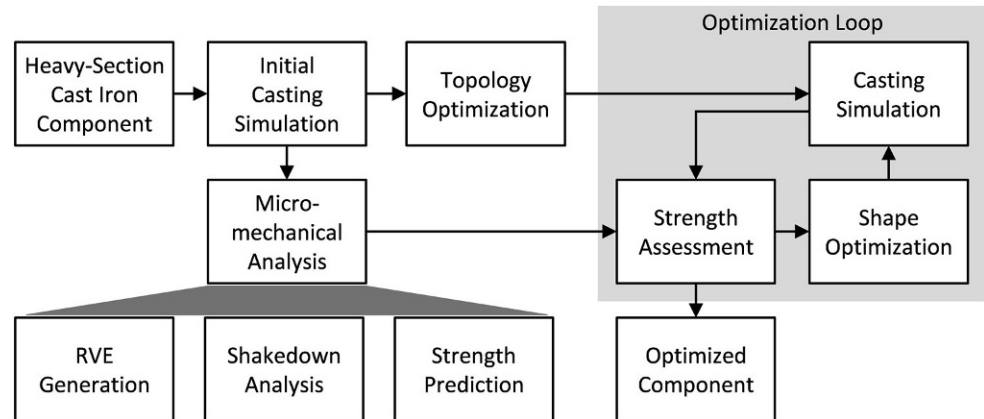 Optimization Loop
Heavy-Section
Cast Iron
Component
Initial
Casting
Simulation
Topology
Optimization
Casting
Simulation
Micro-
mechanical
Analysis
Strength
Assessment
Shape
Optimization
RVE
Generation
Shakedown
Analysis
Strength
Prediction
Optimized
Component